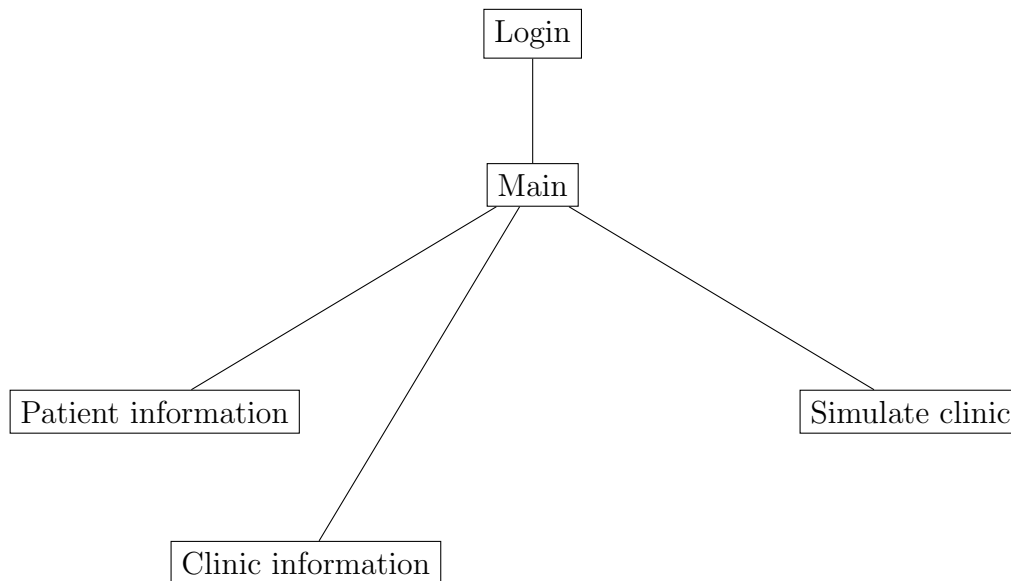 Login
Main
Patient information
Simulate clinic
Clinic information